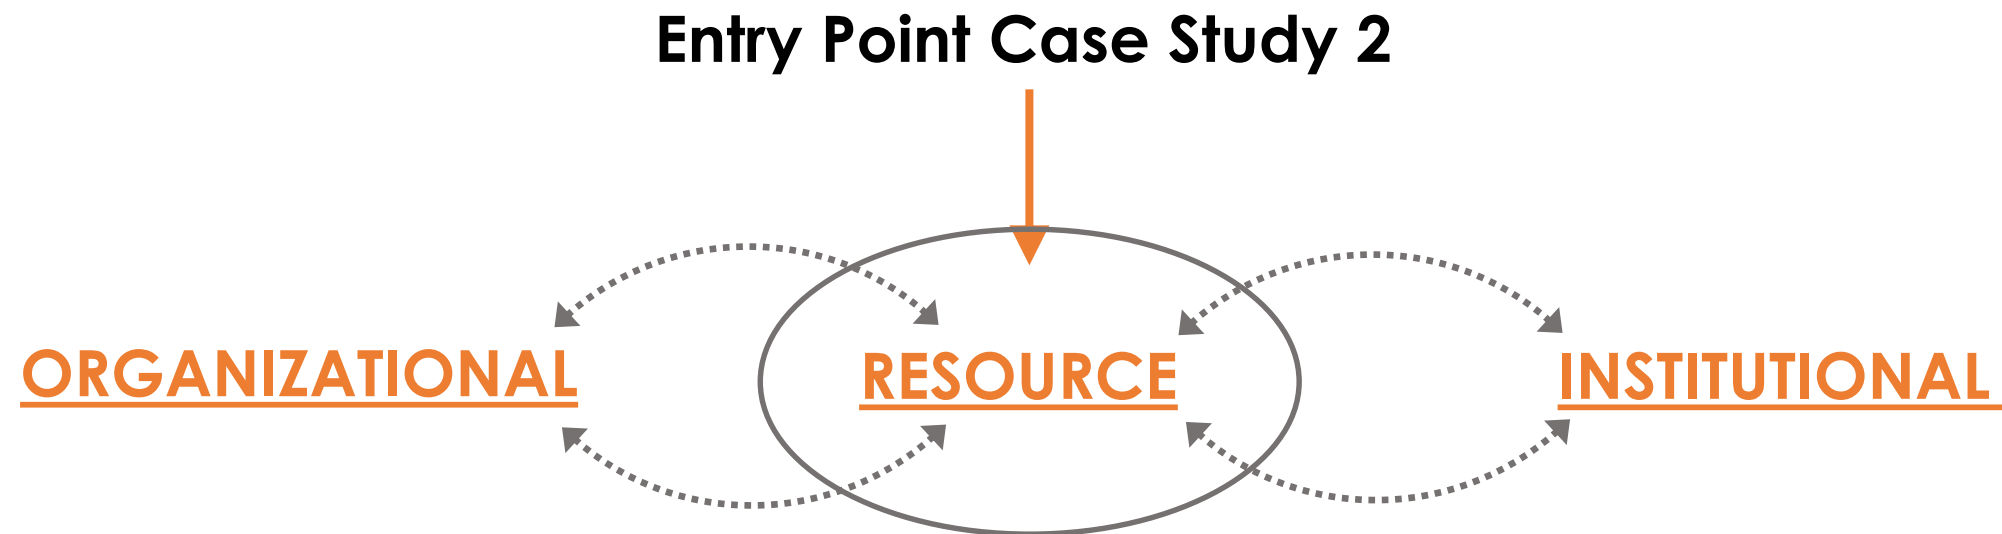 Entry Point Case Study 2
ORGANIZATIONAL
RESOURCE
INSTITUTIONAL